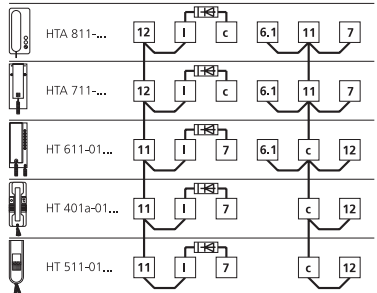 HTA 811-... 12 I c 6.1 11 7
HTA 711-... 12 I c 6.1 11 7
HT 611-01... 11 I 7 6.1 c 12
HT 401a-01... 11 I 7 c 12
HT 511-01... 11 I 7 c 12